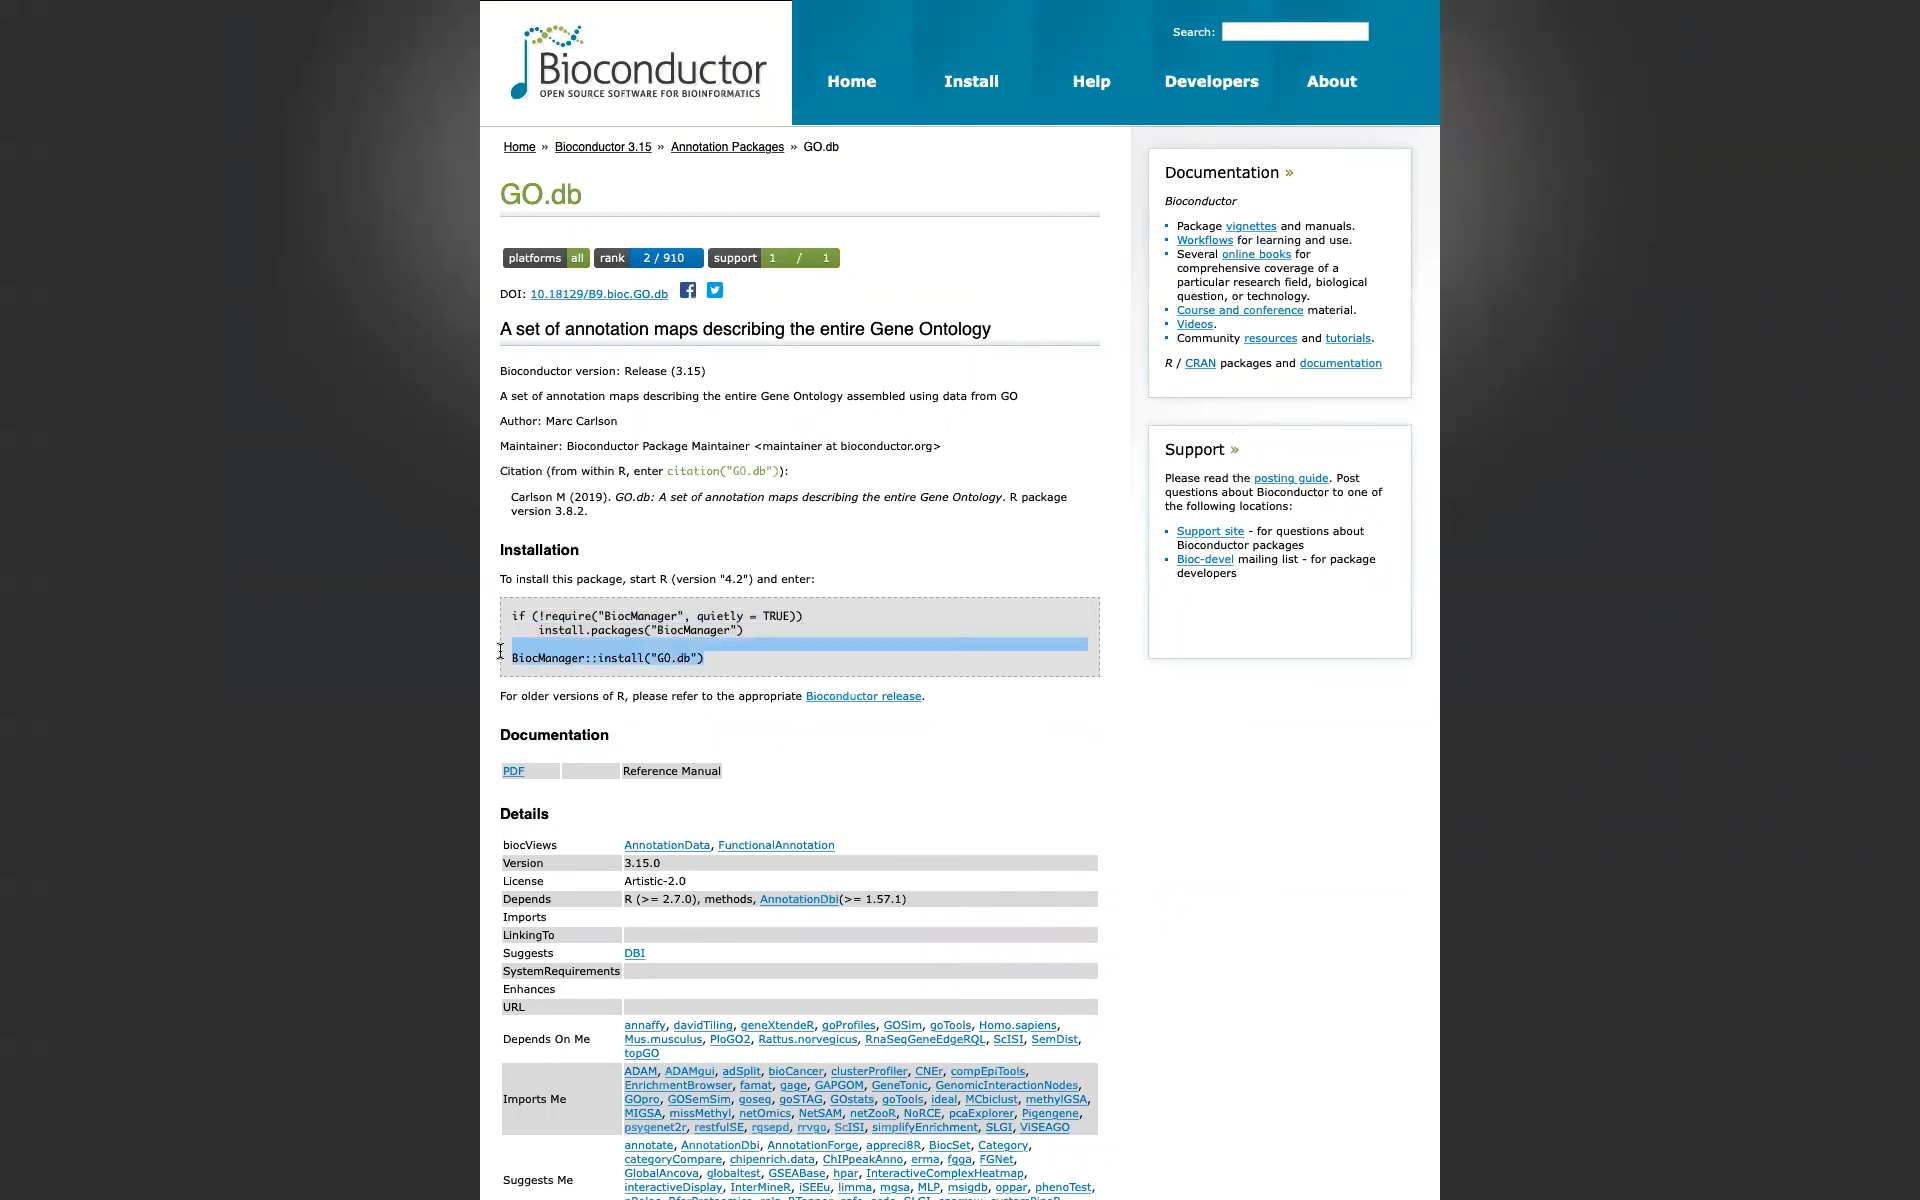 Bioconductor
OPEN SOURCE SOFTWARE FOR BIOINFORMATICS
Search:
Home Install Help Developers About
Home » Bioconductor 3.15 » Annotation Packages » GO.db
GO.db
platforms all rank 2 / 910 support 1 / 1
DOI: 10.18129/B9.bioc.GO.db
A set of annotation maps describing the entire Gene Ontology
Bioconductor version: Release (3.15)
A set of annotation maps describing the entire Gene Ontology assembled using data from GO
Author: Marc Carlson
Maintainer: Bioconductor Package Maintainer <maintainer at bioconductor.org>
Citation (from within R, enter citation("GO.db")):
Carlson M (2019). GO.db: A set of annotation maps describing the entire Gene Ontology. R package
version 3.8.2.
Installation
To install this package, start R (version "4.2") and enter:
if (!require("BiocManager", quietly = TRUE))
    install.packages("BiocManager")
BiocManager::install("GO.db")
For older versions of R, please refer to the appropriate Bioconductor release.
Documentation
PDF Reference Manual
Details
biocViews AnnotationData, FunctionalAnnotation
Version 3.15.0
License Artistic-2.0
Depends R (>= 2.7.0), methods, AnnotationDbi(>= 1.57.1)
Imports
LinkingTo
Suggests DBI
SystemRequirements
Enhances
URL
Depends On Me
annaffy, davidTiling, geneXtendeR, goProfiles, GOSim, goTools, Homo.sapiens,
Mus.musculus, PloGO2, Rattus.norvegicus, RnaSeqGeneEdgeRQL, ScISI, SemDist,
topGO
Imports Me
ADAM, ADAMgui, adSplit, bioCancer, clusterProfiler, CNEr, compEpiTools,
EnrichmentBrowser, famat, gage, GAPGOM, GeneTonic, GenomicInteractionNodes,
GOpro, GOSemSim, goseq, goSTAG, GOstats, goTools, ideal, MCbiclust, methylGSA,
MIGSA, missMethyl, netOmics, NetSAM, netZooR, NoRCE, pcaExplorer, Pigengene,
psygenet2r, restfulSE, rgsepd, rrvgo, ScISI, simplifyEnrichment, SLGI, ViSEAGO
Suggests Me
annotate, AnnotationDbi, AnnotationForge, appreci8R, BiocSet, Category,
categoryCompare, chipenrich.data, ChIPpeakAnno, erma, fgga, FGNet,
GlobalAncova, globaltest, GSEABase, hpar, InteractiveComplexHeatmap,
interactiveDisplay, InterMineR, iSEEu, limma, mgsa, MLP, msigdb, oppar, phenoTest,
Documentation »
Bioconductor
Package vignettes and manuals.
Workflows for learning and use.
Several online books for
comprehensive coverage of a
particular research field, biological
question, or technology.
Course and conference material.
Videos.
Community resources and tutorials.
R / CRAN packages and documentation
Support »
Please read the posting guide. Post
questions about Bioconductor to one of
the following locations:
Support site - for questions about
Bioconductor packages
Bioc-devel mailing list - for package
developers